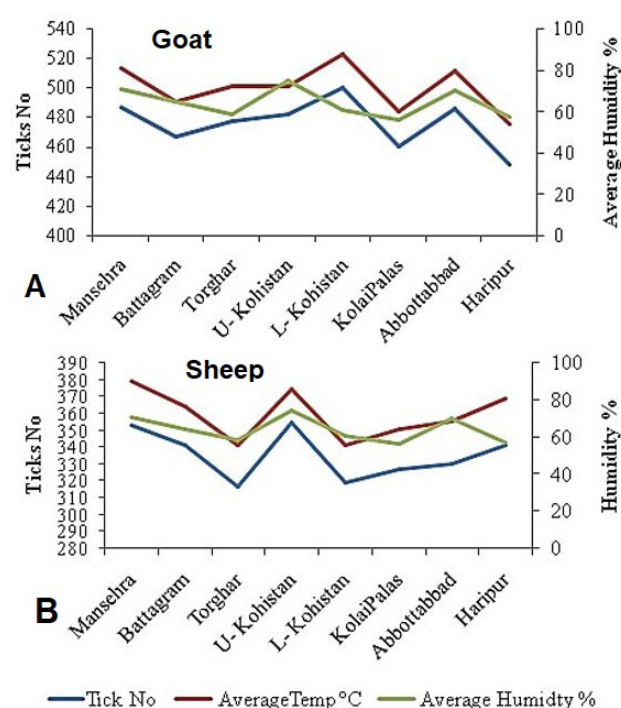 Goat
Ticks No
540
520
500
480
460
440
420
400
100
80
60
40
20
0
Average Humidity %
Mansehra
Battagram
Torghar
U- Kohistan
L- Kohistan
KolaiPalas
Abbottabbad
Haripur
A
Sheep
Ticks No
390
380
370
360
350
340
330
320
310
300
290
280
100
80
60
40
20
0
Humidity %
Mansehra
Battagram
Torghar
U- Kohistan
L- Kohistan
KolaiPalas
Abbottabbad
Haripur
B
Tick No AverageTemp°C Average Humidty %